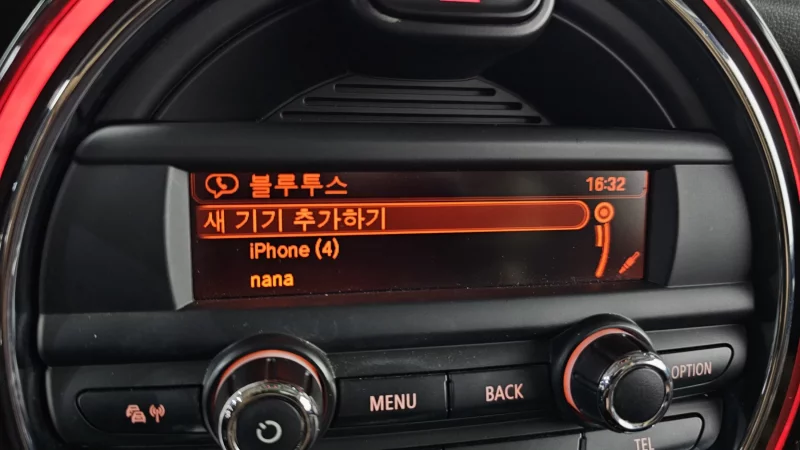 블루투스 16:32
새 기기 추가하기
iPhone (4)
nana
MENU BACK OPTION
TEL